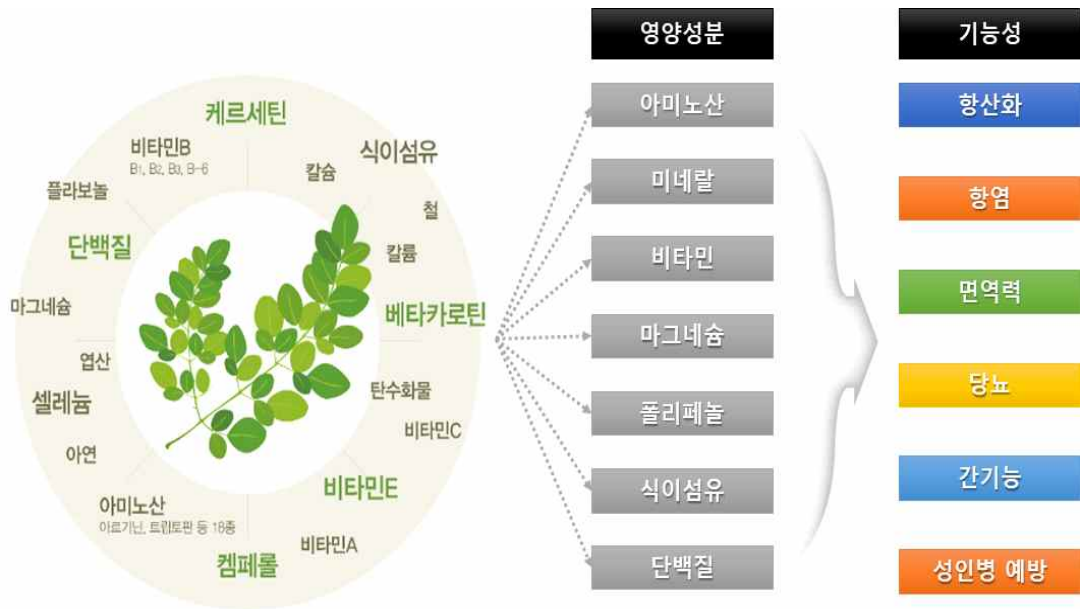 케르세틴
비타민B
B1, B2, B3, B-6
식이섬유
칼슘
플라보놀
철
단백질
칼륨
마그네슘
베타카로틴
엽산
탄수화물
셀레늄
비타민C
아연
비타민E
아미노산
아르기닌, 트립토판 등 18종
비타민A
켐페롤
영양성분
아미노산
미네랄
비타민
마그네슘
폴리페놀
식이섬유
단백질
기능성
항산화
항염
면역력
당뇨
간기능
성인병 예방